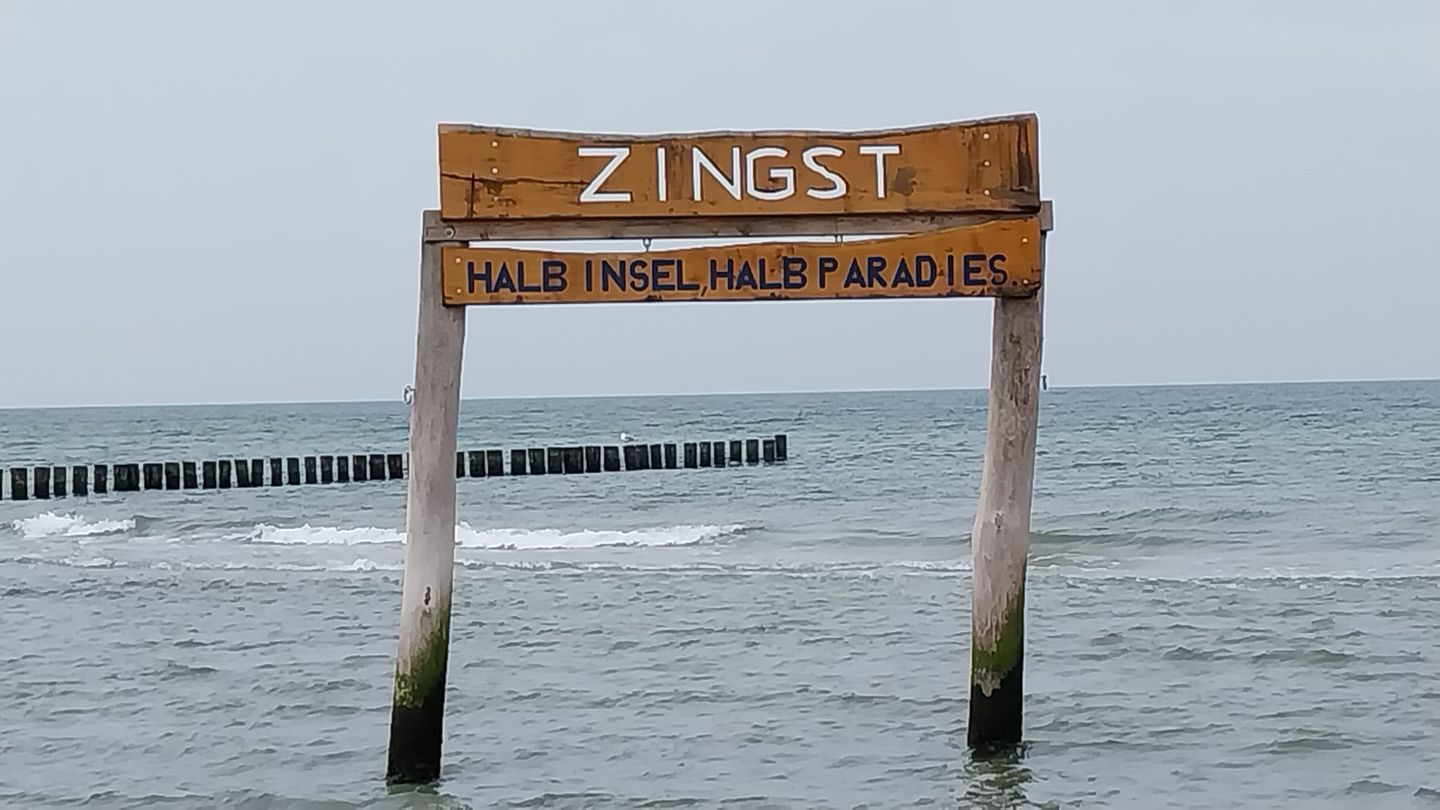 ZINGST
HALB INSEL, HALB PARADIES..